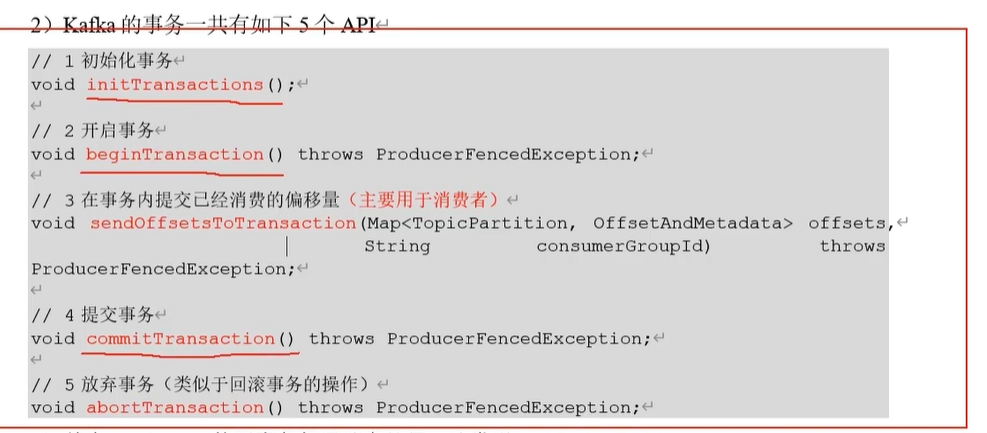 2）Kafka 的事务一共有如下 5 个 API↵
// 1 初始化事务↵
void initTransactions();↵
↵
// 2 开启事务↵
void beginTransaction() throws ProducerFencedException;↵
↵
// 3 在事务内提交已经消费的偏移量（主要用于消费者）↵
void sendOffsetsToTransaction(Map<TopicPartition, OffsetAndMetadata> offsets,↵
String consumerGroupId) throws
ProducerFencedException;↵
↵
// 4 提交事务↵
void commitTransaction() throws ProducerFencedException;↵
↵
// 5 放弃事务（类似于回滚事务的操作）↵
void abortTransaction() throws ProducerFencedException;↵